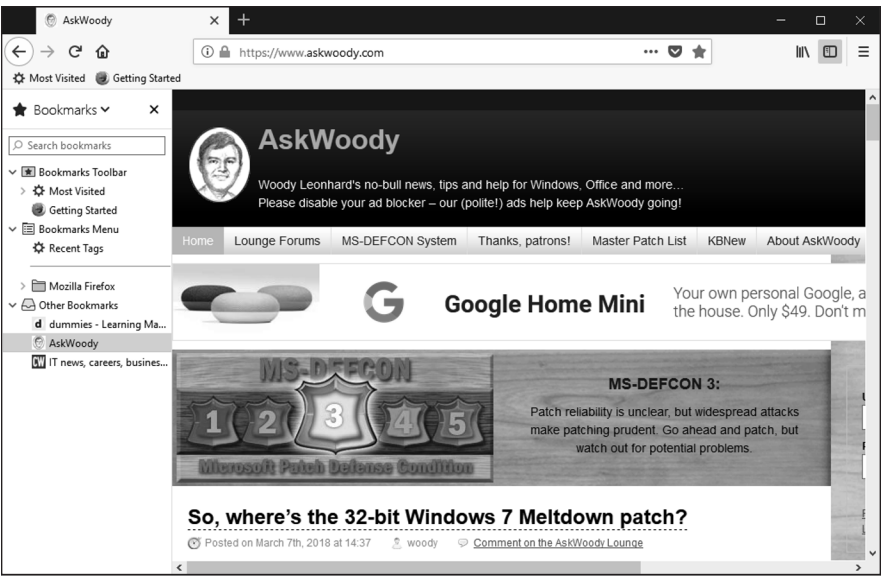 AskWoody
https://www.askwoody.com
Most Visited Getting Started
Bookmarks
Search bookmarks
Bookmarks Toolbar
Most Visited
Getting Started
Bookmarks Menu
Recent Tags
Mozilla Firefox
Other Bookmarks
d dummies - Learning Ma...
AskWoody
CW IT news, careers, busines...
AskWoody
Woody Leonhard's no-bull news, tips and help for Windows, Office and more…
Please disable your ad blocker – our (polite!) ads help keep AskWoody going!
Home Lounge Forums MS-DEFCON System Thanks, patrons! Master Patch List KBNew About AskWoody
G Google Home Mini
Your own personal Google, a
the house. Only $49. Don't m
MS-DEFCON
1 2 3 4 5
Microsoft Patch Defense Condition
MS-DEFCON 3:
Patch reliability is unclear, but widespread attacks
make patching prudent. Go ahead and patch, but
watch out for potential problems.
So, where's the 32-bit Windows 7 Meltdown patch?
Posted on March 7th, 2018 at 14:37 woody Comment on the AskWoody Lounge